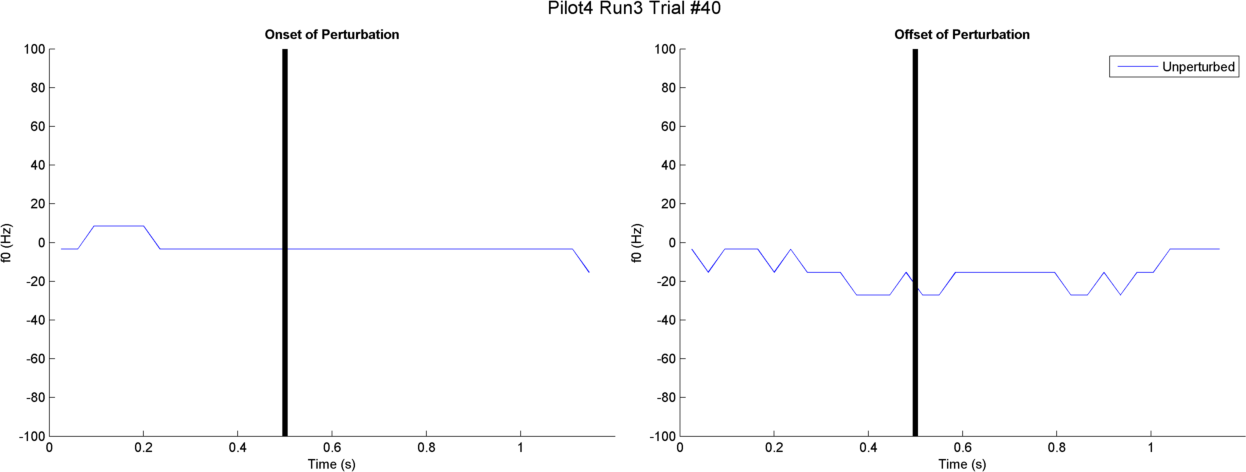 Pilot4 Run3 Trial #40
Onset of Perturbation
100
80
60
40
20
0
-20
-40
-60
-80
-100
f0 (Hz)
0 0.2 0.4 0.6 0.8 1
Time (s)
Offset of Perturbation
Unperturbed
100
80
60
40
20
0
-20
-40
-60
-80
-100
f0 (Hz)
0 0.2 0.4 0.6 0.8 1
Time (s)